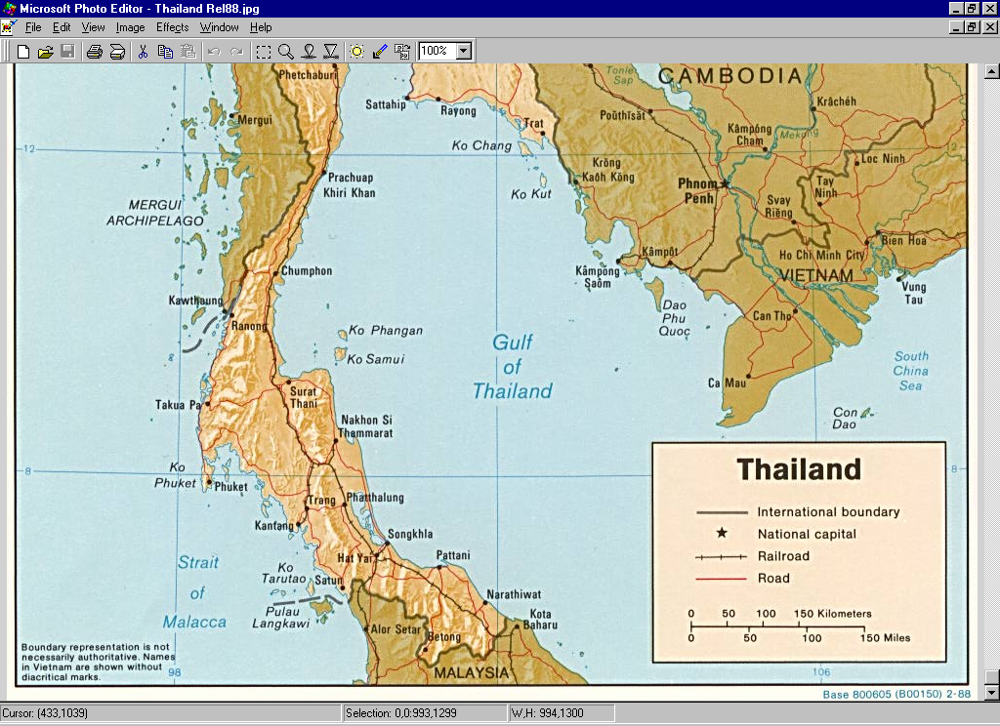 Microsoft Photo Editor - Thailand Rel88.jpg
File Edit View Image Effects Window Help
100%
Phetchaburi
Tonle
Sap
CAMBODIA
Sattahip
Rayong
Krâchéh
Mergui
Poŭthĭsăt
Trat
Kâmpóng
Cham
Mekong
12
Ko Chang
Loc Ninh
Krŏng
Kaôh Kŏng
Prachuap
Khiri Khan
Ko Kut
Phnom
Penh
Tay
Ninh
Svay
Riĕng
MERGUI
ARCHIPELAGO
Bien Hoa
Kâmpôt
Ho Chi Minh City
Chumphon
Kâmpóng
Saôm
VIETNAM
Vung
Tau
Kawthaung
Dao
Phu
Quoc
Can Tho
Ranong
Ko Phangan
Gulf
of
Thailand
Ko Samui
South
China
Sea
Ca Mau
Surat
Thani
Takua Pa
Nakhon Si
Thammarat
Con
Dao
8
Ko
Phuket
Phuket
8
Thailand
Trang
Phatthalung
International boundary
Kantang
Songkhla
National capital
Hat Yai
Pattani
Railroad
Strait
of
Malacca
Ko
Tarutao
Satun
Road
Narathiwat
Pulau
Langkawi
Kota
Baharu
0 50 100 150 Kilometers
0 50 100 150 Miles
Alor Setar
Betong
Boundary representation is not
necessarily authoritative. Names
in Vietnam are shown without
diacritical marks.
98
MALAYSIA
106
Base 800605 (B00150) 2-88
Cursor: (433,1039) Selection: 0,0:993,1299 W,H: 994,1300